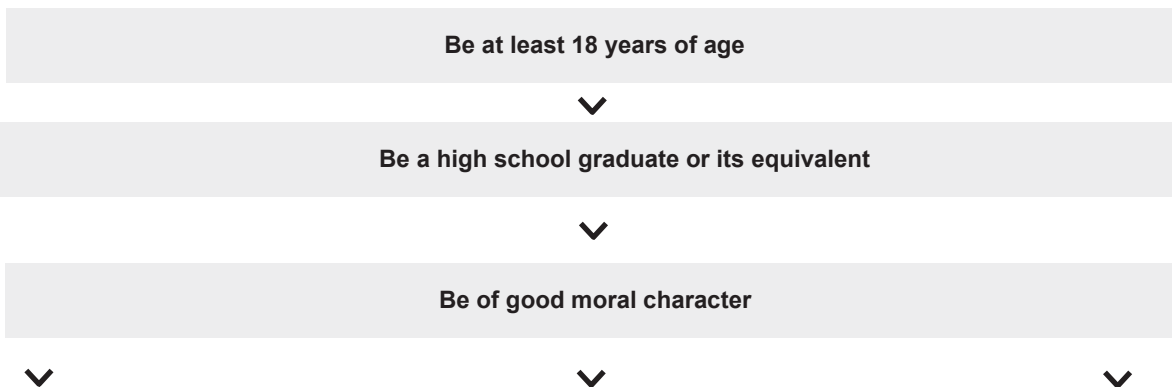 Be at least 18 years of age
Be a high school graduate or its equivalent
Be of good moral character